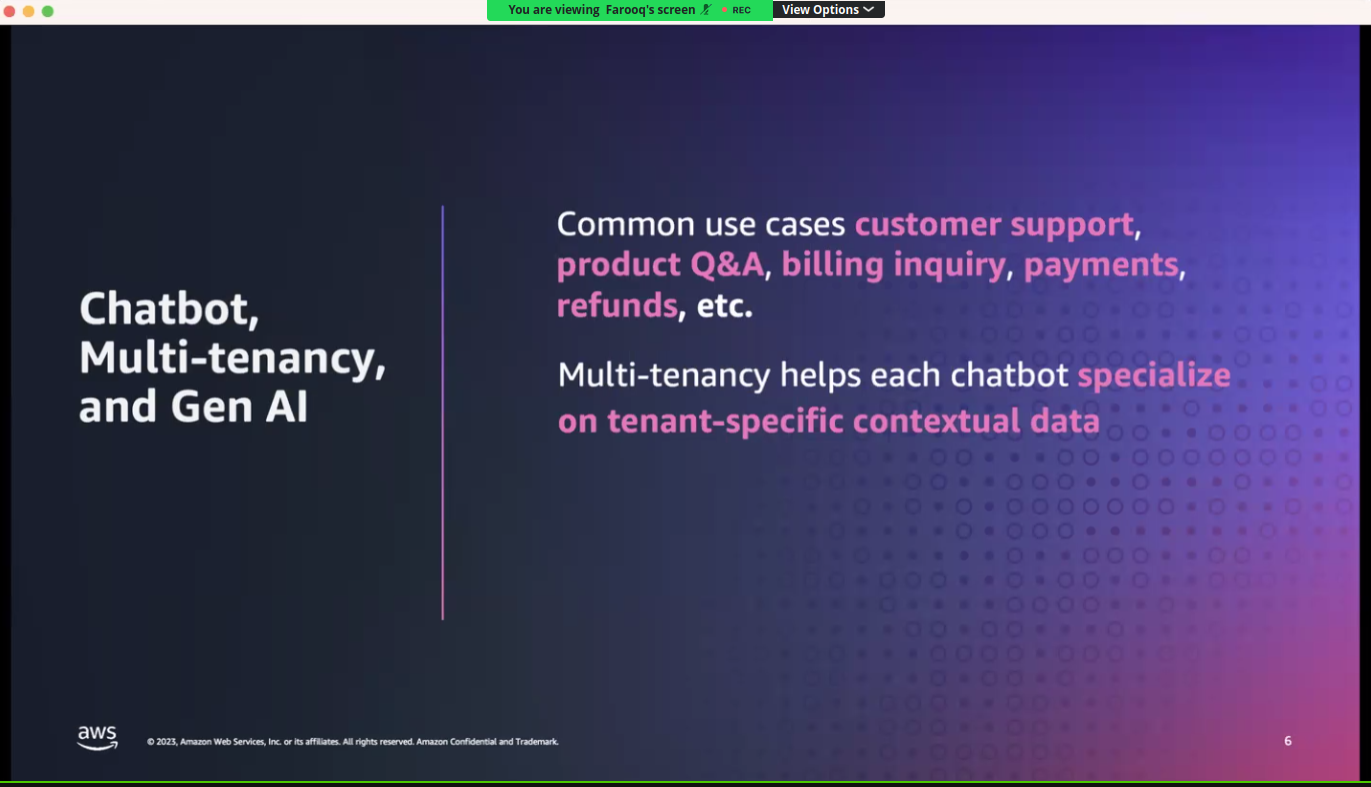 You are viewing Farooq's screen REC View Options
Chatbot,
Multi-tenancy,
and Gen AI
Common use cases customer support,
product Q&A, billing inquiry, payments,
refunds, etc.
Multi-tenancy helps each chatbot specialize
on tenant-specific contextual data
aws
© 2023, Amazon Web Services, Inc. or its affiliates. All rights reserved. Amazon Confidential and Trademark.
6